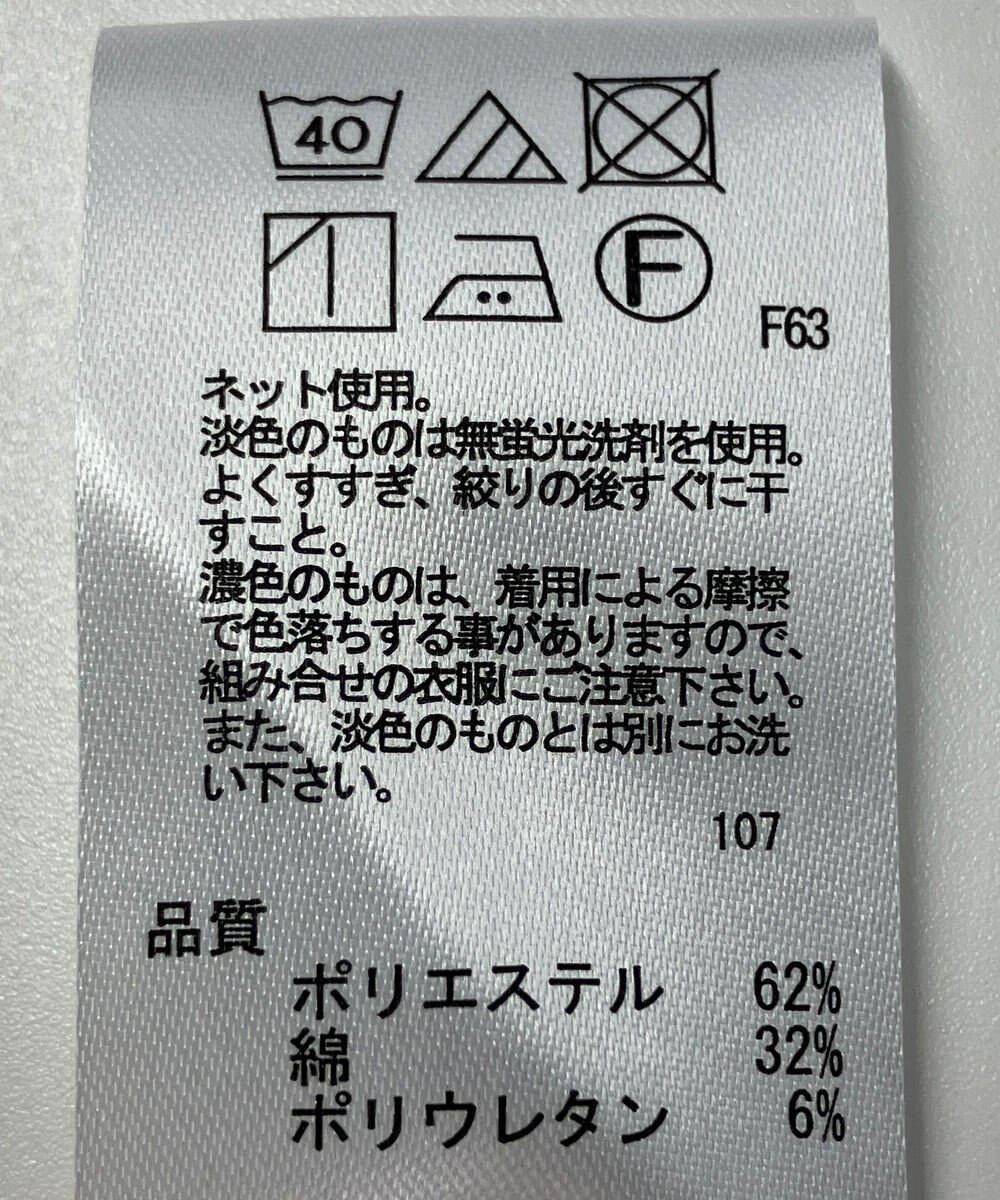 40
F
F63
ネット使用。
淡色のものは無蛍光洗剤を使用。
よくすすぎ、絞りの後すぐに干
すこと。
濃色のものは、着用による摩擦
で色落ちする事がありますので、
組み合せの衣服にご注意下さい。
また、淡色のものとは別にお洗
い下さい。
107
品質
ポリエステル 62%
綿 32%
ポリウレタン 6%